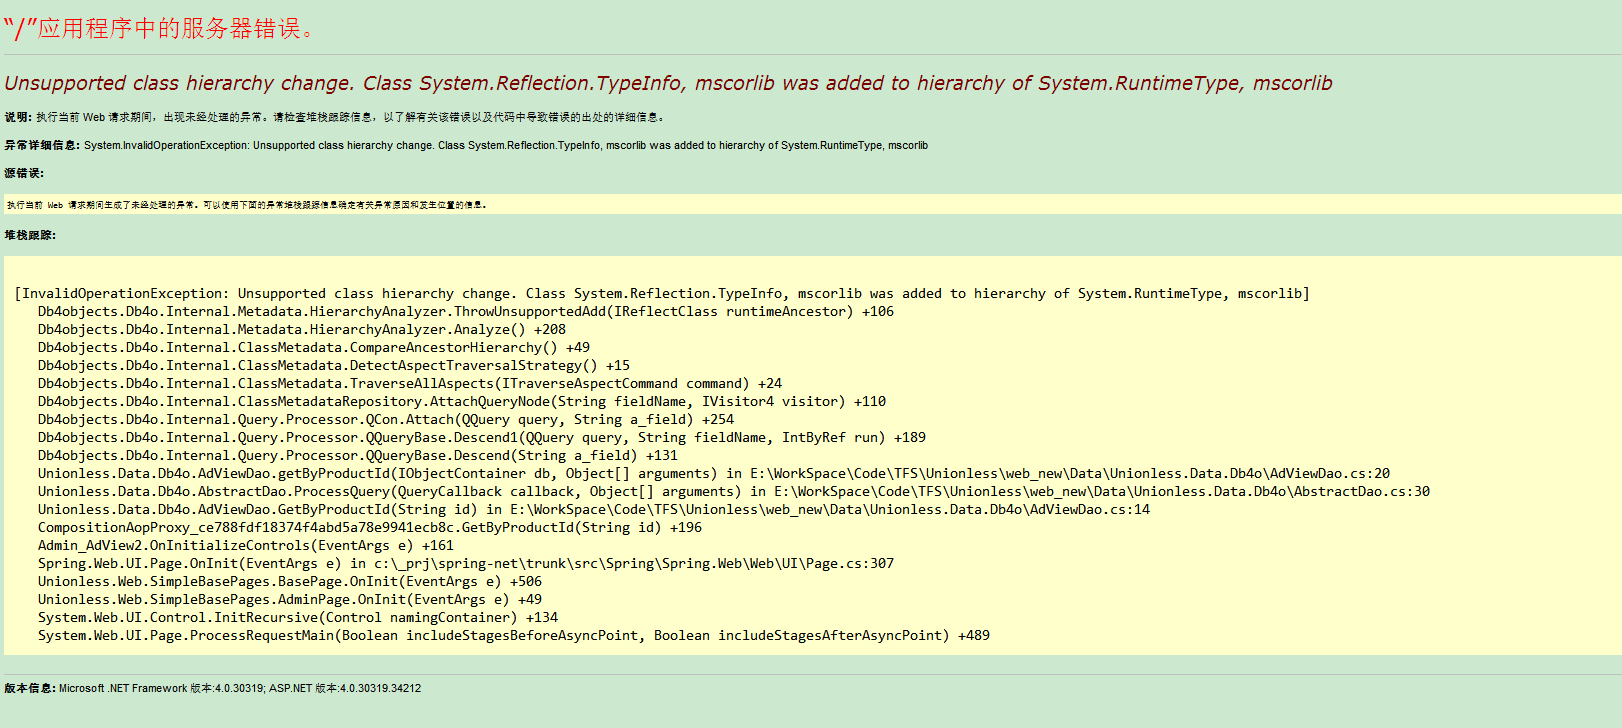 “/”应用程序中的服务器错误。
Unsupported class hierarchy change. Class System.Reflection.TypeInfo, mscorlib was added to hierarchy of System.RuntimeType, mscorlib
说明: 执行当前 Web 请求期间，出现未经处理的异常。请检查堆栈跟踪信息，以了解有关该错误以及代码中导致错误的出处的详细信息。
异常详细信息: System.InvalidOperationException: Unsupported class hierarchy change. Class System.Reflection.TypeInfo, mscorlib was added to hierarchy of System.RuntimeType, mscorlib
源错误:
执行当前 Web 请求期间生成了未经处理的异常。可以使用下面的异常堆栈跟踪信息确定有关异常原因和发生位置的信息。
堆栈跟踪:
[InvalidOperationException: Unsupported class hierarchy change. Class System.Reflection.TypeInfo, mscorlib was added to hierarchy of System.RuntimeType, mscorlib]
Db4objects.Db4o.Internal.Metadata.HierarchyAnalyzer.ThrowUnsupportedAdd(IReflectClass runtimeAncestor) +106
Db4objects.Db4o.Internal.Metadata.HierarchyAnalyzer.Analyze() +208
Db4objects.Db4o.Internal.ClassMetadata.CompareAncestorHierarchy() +49
Db4objects.Db4o.Internal.ClassMetadata.DetectAspectTraversalStrategy() +15
Db4objects.Db4o.Internal.ClassMetadata.TraverseAllAspects(ITraverseAspectCommand command) +24
Db4objects.Db4o.Internal.ClassMetadataRepository.AttachQueryNode(String fieldName, IVisitor4 visitor) +110
Db4objects.Db4o.Internal.Query.Processor.QCon.Attach(QQuery query, String a_field) +254
Db4objects.Db4o.Internal.Query.Processor.QQueryBase.Descend1(QQuery query, String fieldName, IntByRef run) +189
Db4objects.Db4o.Internal.Query.Processor.QQueryBase.Descend(String a_field) +131
Unionless.Data.Db4o.AdViewDao.getByProductId(IObjectContainer db, Object[] arguments) in E:\WorkSpace\Code\TFS\Unionless\web_new\Data\Unionless.Data.Db4o\AdViewDao.cs:20
Unionless.Data.Db4o.AbstractDao.ProcessQuery(QueryCallback callback, Object[] arguments) in E:\WorkSpace\Code\TFS\Unionless\web_new\Data\Unionless.Data.Db4o\AbstractDao.cs:30
Unionless.Data.Db4o.AdViewDao.GetByProductId(String id) in E:\WorkSpace\Code\TFS\Unionless\web_new\Data\Unionless.Data.Db4o\AdViewDao.cs:14
CompositionAopProxy_ce788fdf18374f4abd5a78e9941ecb8c.GetByProductId(String id) +196
Admin_AdView2.OnInitializeControls(EventArgs e) +161
Spring.Web.UI.Page.OnInit(EventArgs e) in c:\_prj\spring-net\trunk\src\Spring\Spring.Web\Web\UI\Page.cs:307
Unionless.Web.SimpleBasePages.BasePage.OnInit(EventArgs e) +506
Unionless.Web.SimpleBasePages.AdminPage.OnInit(EventArgs e) +49
System.Web.UI.Control.InitRecursive(Control namingContainer) +134
System.Web.UI.Page.ProcessRequestMain(Boolean includeStagesBeforeAsyncPoint, Boolean includeStagesAfterAsyncPoint) +489
版本信息: Microsoft .NET Framework 版本:4.0.30319; ASP.NET 版本:4.0.30319.34212